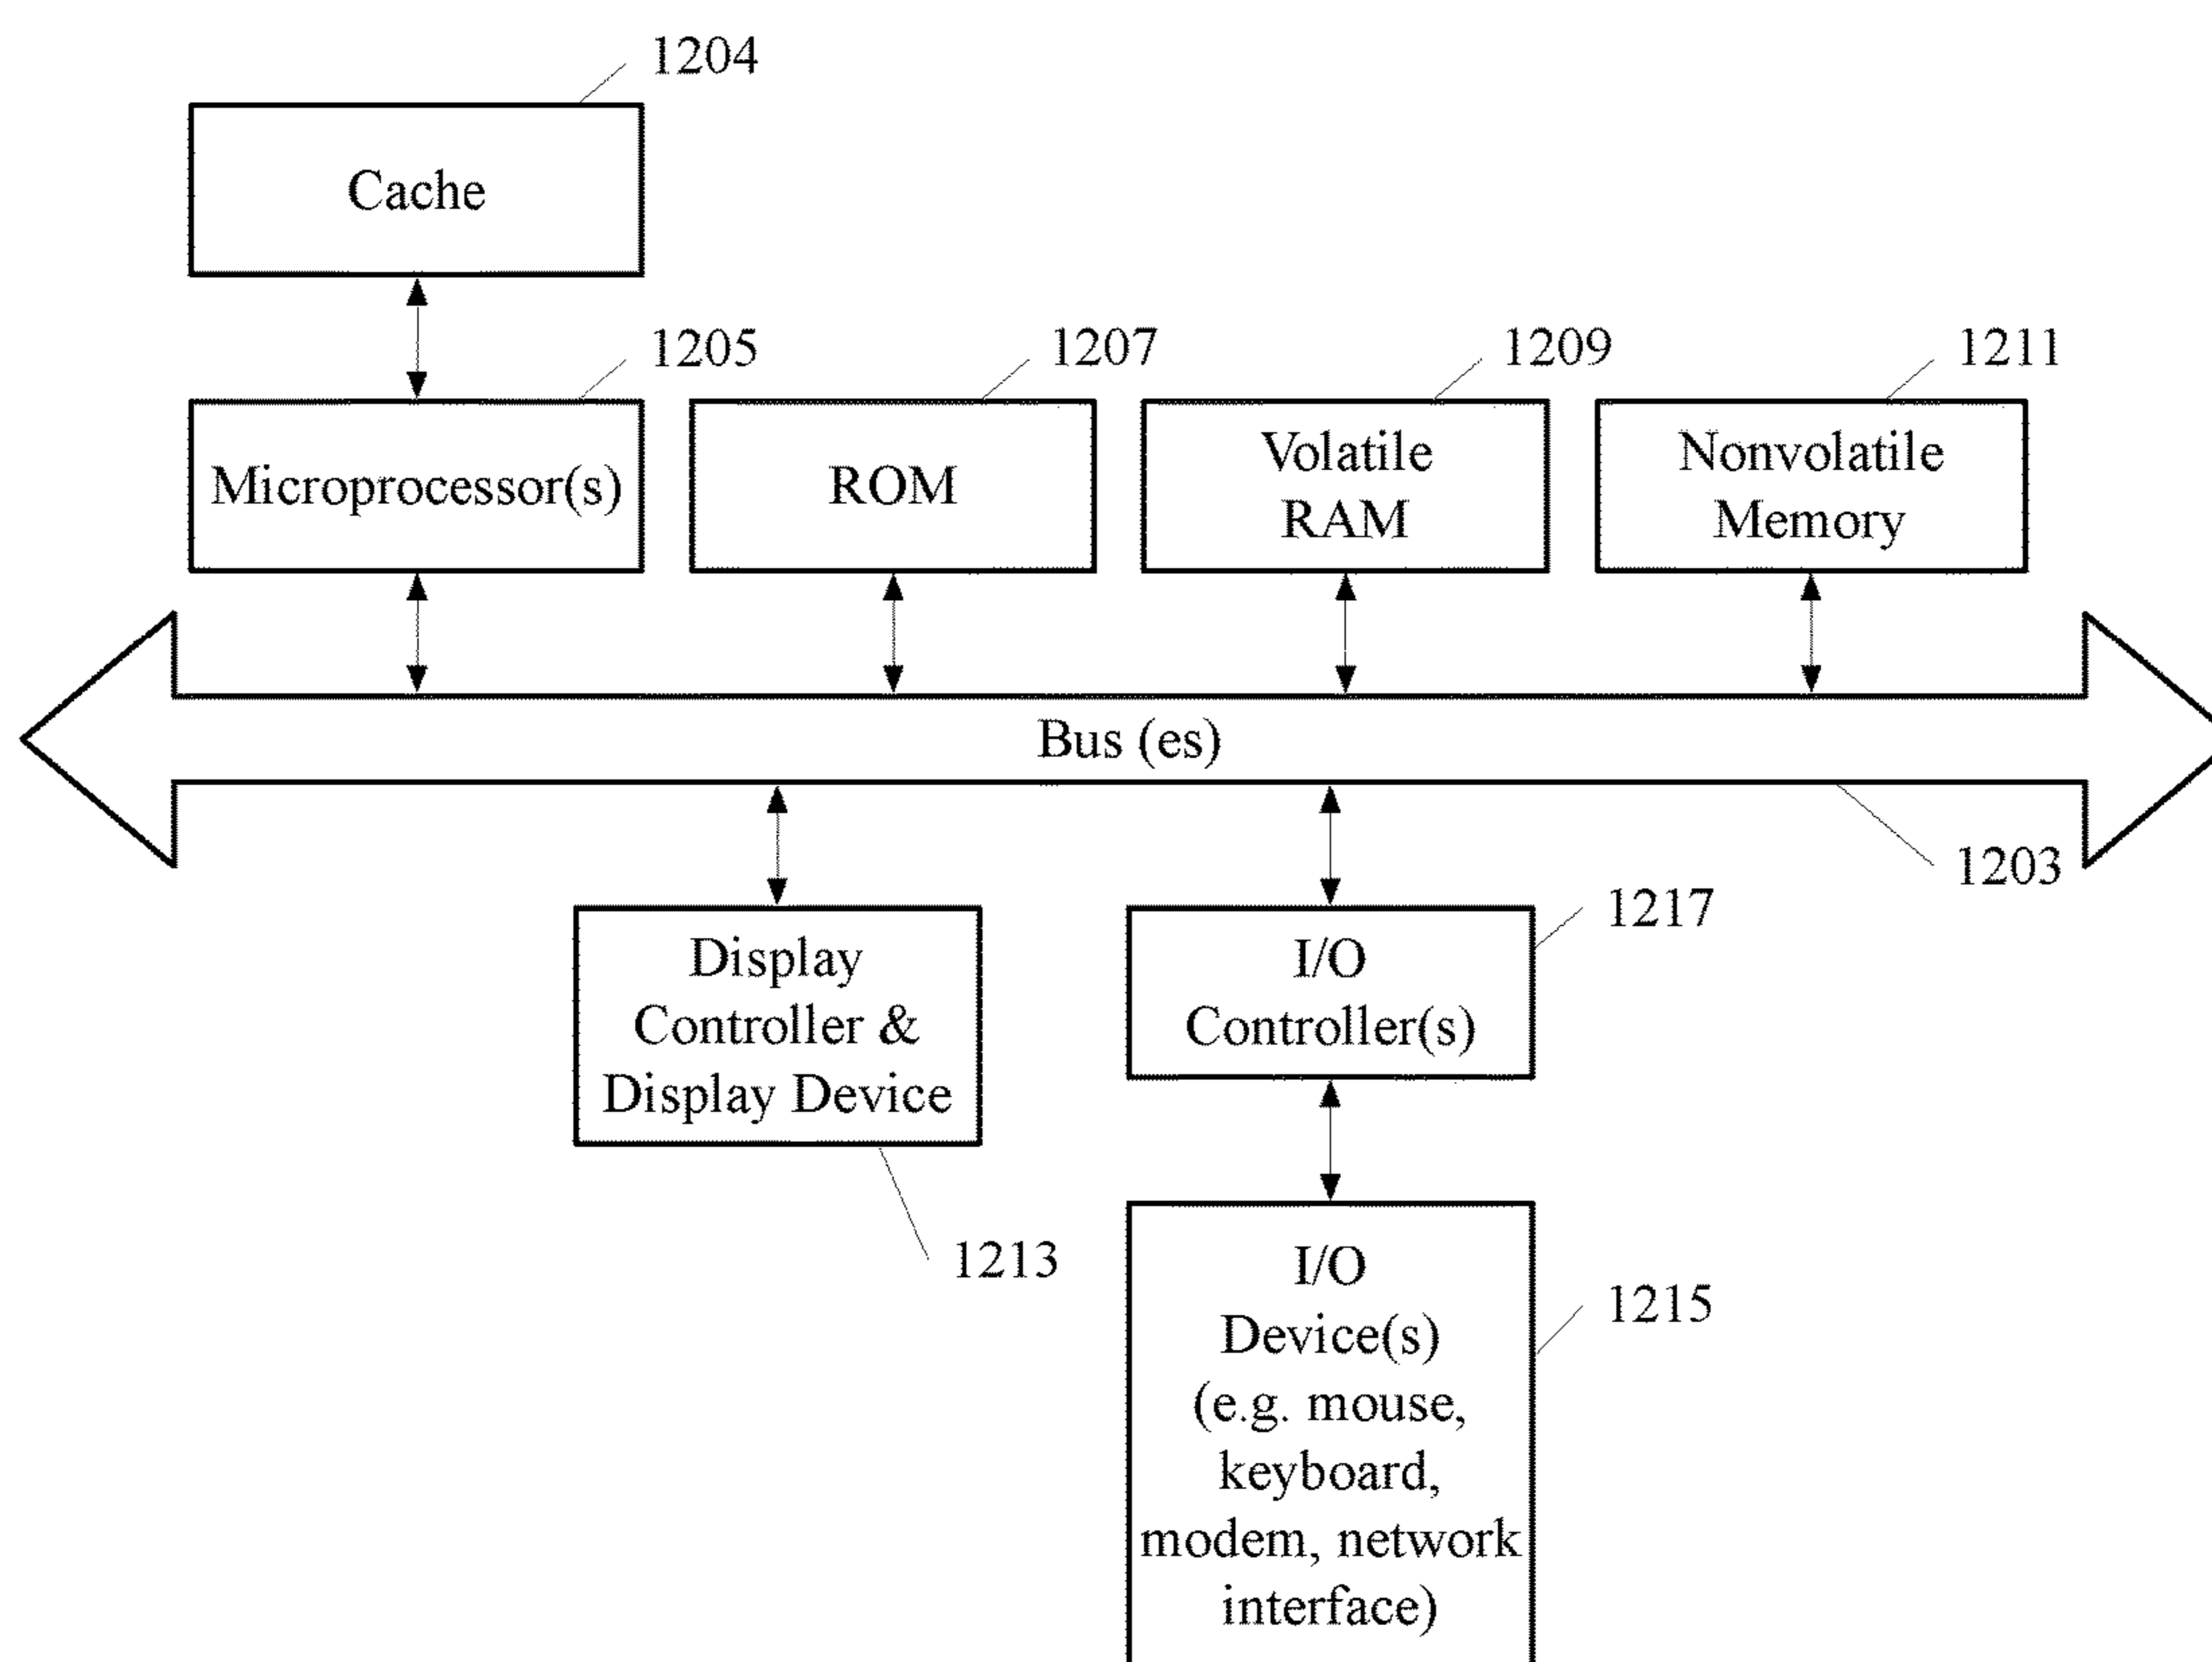 1204
Cache
1205
1207
1209
1211
Microprocessor(s)
ROM
Volatile
RAM
Nonvolatile
Memory
Bus (es)
1203
1217
Display
Controller &
Display Device
I/O
Controller(s)
1213
I/O
Device(s)
(e.g. mouse,
keyboard,
modem, network
interface)
1215